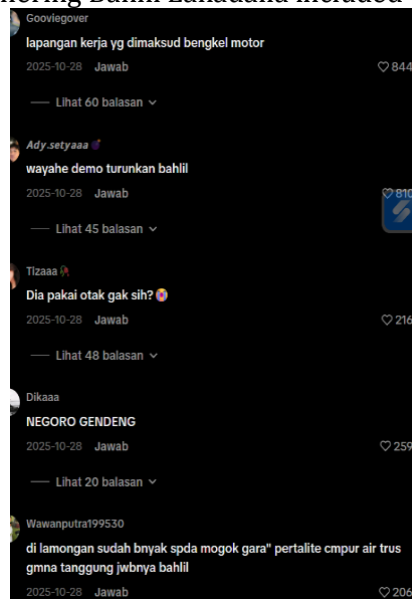 Bahlil Lahadalia included
Gooviegover
lapangan kerja yg dimaksud bengkel motor
2025-10-28 Jawab 844
Lihat 60 balasan
Ady.setyaaa
wayahe demo turunkan bahlil
2025-10-28 Jawab 810
Lihat 45 balasan
Tizaaa
Dia pakai otak gak sih?
2025-10-28 Jawab 216
Lihat 48 balasan
Dikaaa
NEGORO GENDENG
2025-10-28 Jawab 259
Lihat 20 balasan
Wawanputra199530
di lamongan sudah bnyak spda mogok gara" pertalite cmpur air trus
gmna tanggung jwbnya bahlil
2025-10-28 Jawab 206